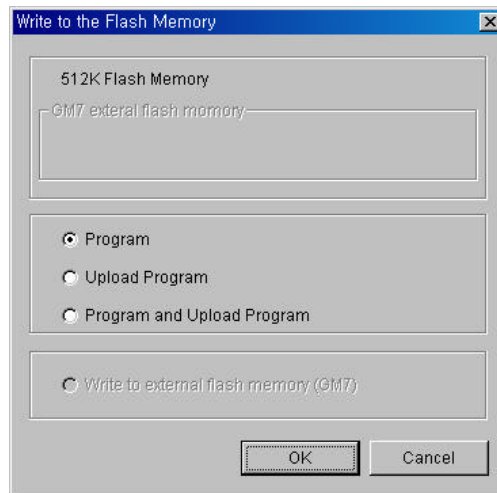 Write to the Flash Memory
512K Flash Memory
GM7 exteral flash momory
Program
Upload Program
Program and Upload Program
Write to external flash memory (GM7)
OK
Cancel